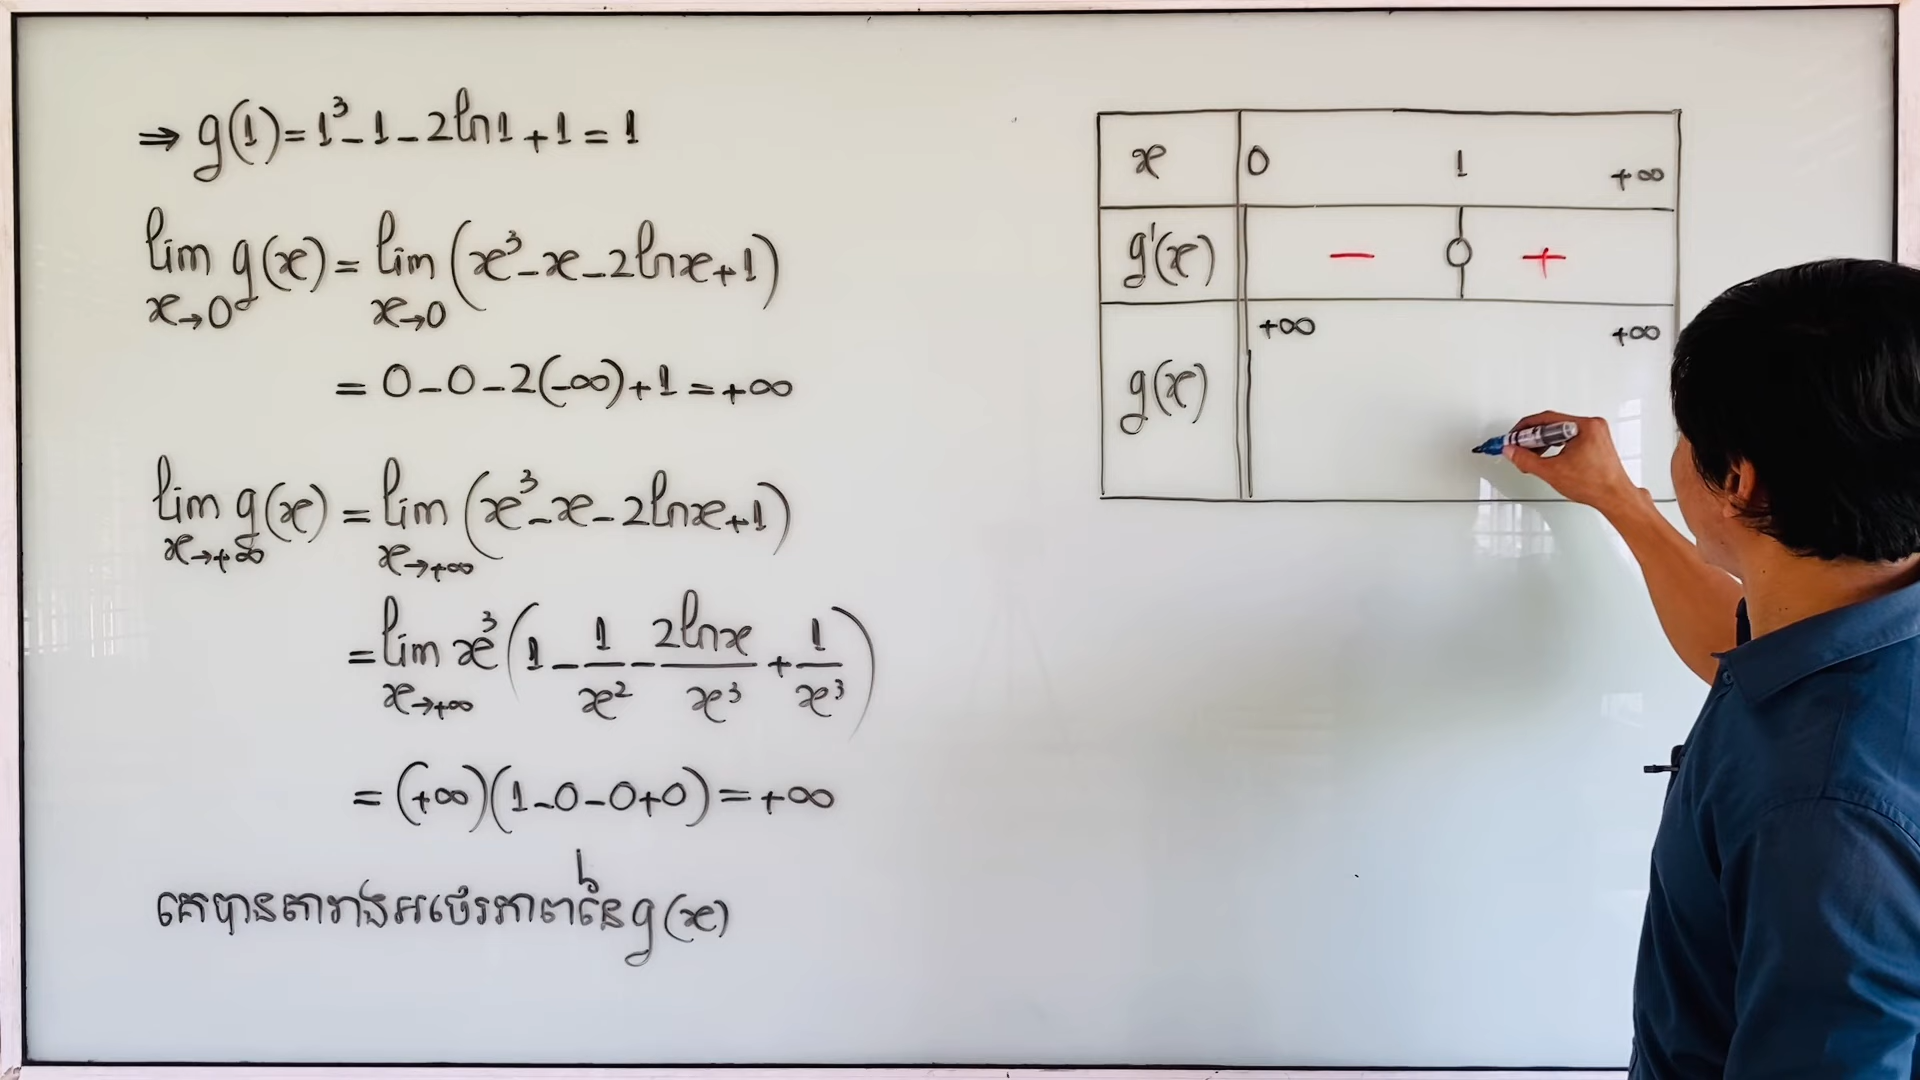 ⇒ g(1) = 1³ - 1 - 2ln1 + 1 = 1
lim g(x) = lim (x³ - x - 2lnx + 1)
x→0 x→0
= 0 - 0 - 2(-∞) + 1 = +∞
lim g(x) = lim (x³ - x - 2lnx + 1)
x→+∞ x→+∞
= lim x³ (1 - 1/x² - 2lnx/x³ + 1/x³)
x→+∞
= (+∞)(1 - 0 - 0 + 0) = +∞
គេបានតារាងអថេរភាពនៃ g(x)
x 0 1 +∞
g'(x) - 0 +
g(x) +∞ +∞